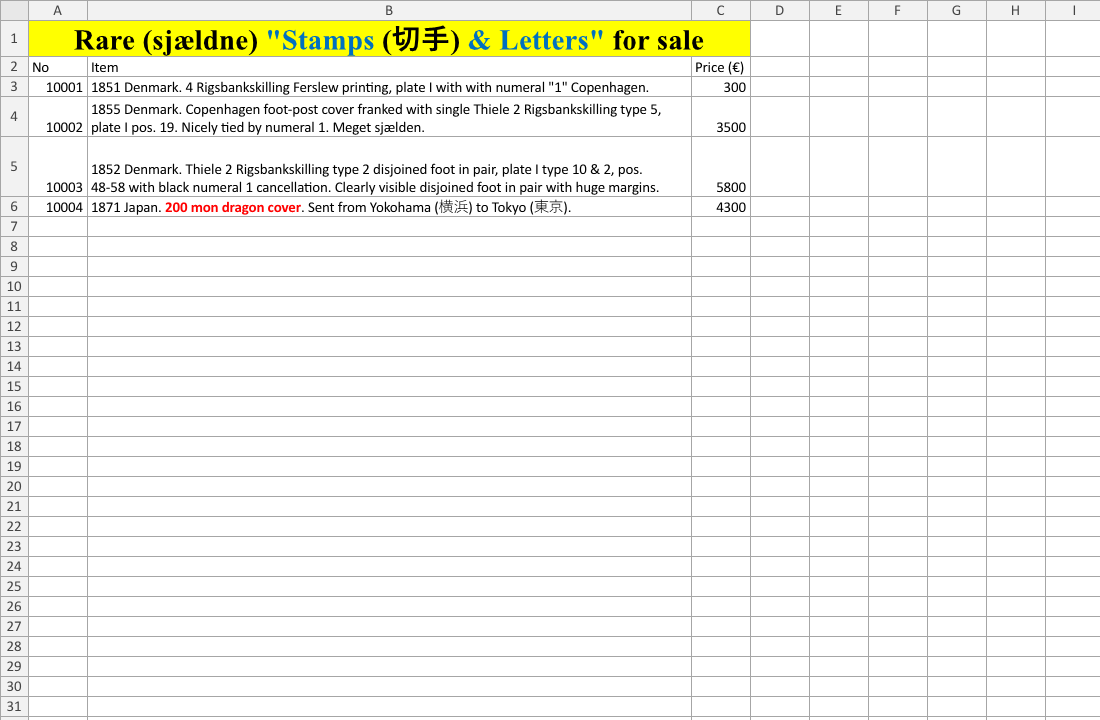 A B C D E F G H I
1 Rare (sjældne) "Stamps (切手) & Letters" for sale
2 No Item Price (€)
3 10001 1851 Denmark. 4 Rigsbankskilling Ferslew printing, plate I with with numeral "1" Copenhagen. 300
4 1855 Denmark. Copenhagen foot-post cover franked with single Thiele 2 Rigsbankskilling type 5,
10002 plate I pos. 19. Nicely tied by numeral 1. Meget sjælden. 3500
5 1852 Denmark. Thiele 2 Rigsbankskilling type 2 disjoined foot in pair, plate I type 10 & 2, pos.
10003 48-58 with black numeral 1 cancellation. Clearly visible disjoined foot in pair with huge margins. 5800
6 10004 1871 Japan. 200 mon dragon cover. Sent from Yokohama (横浜) to Tokyo (東京). 4300
7
8
9
10
11
12
13
14
15
16
17
18
19
20
21
22
23
24
25
26
27
28
29
30
31